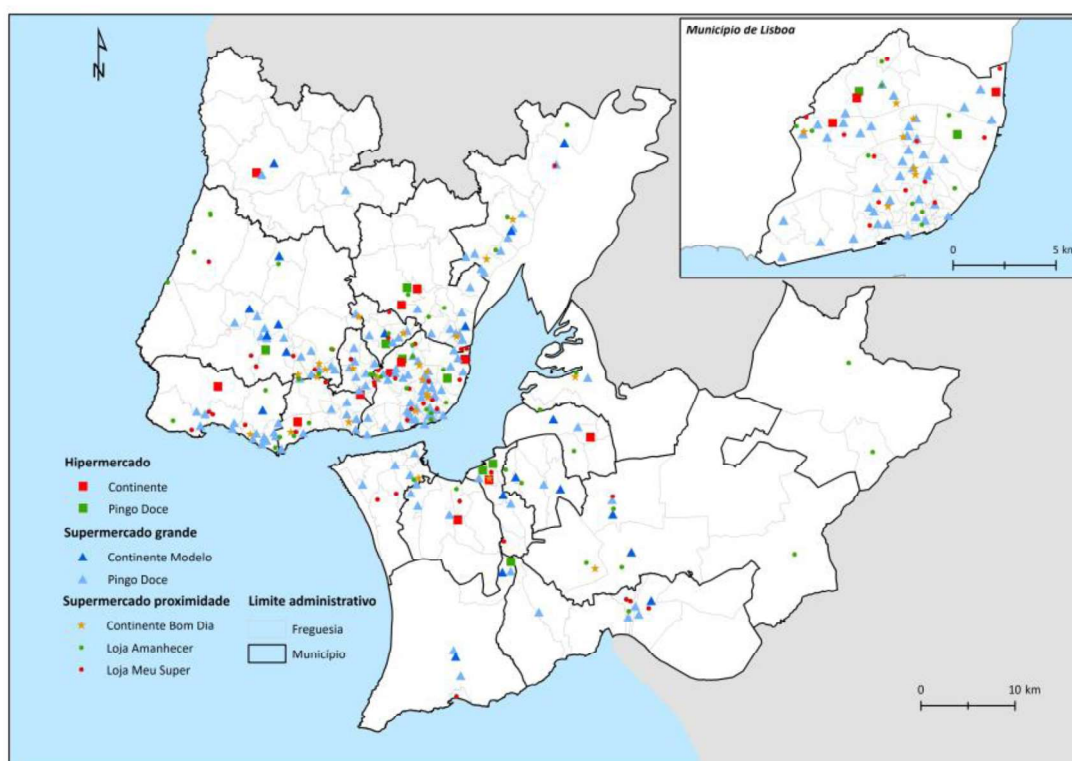 N
Município de Lisboa
0 5 km
Hipermercado
Continente
Pingo Doce
Supermercado grande
Continente Modelo
Pingo Doce
Supermercado proximidade
Continente Bom Dia
Loja Amanhecer
Loja Meu Super
Limite administrativo
Freguesia
Município
0 10 km